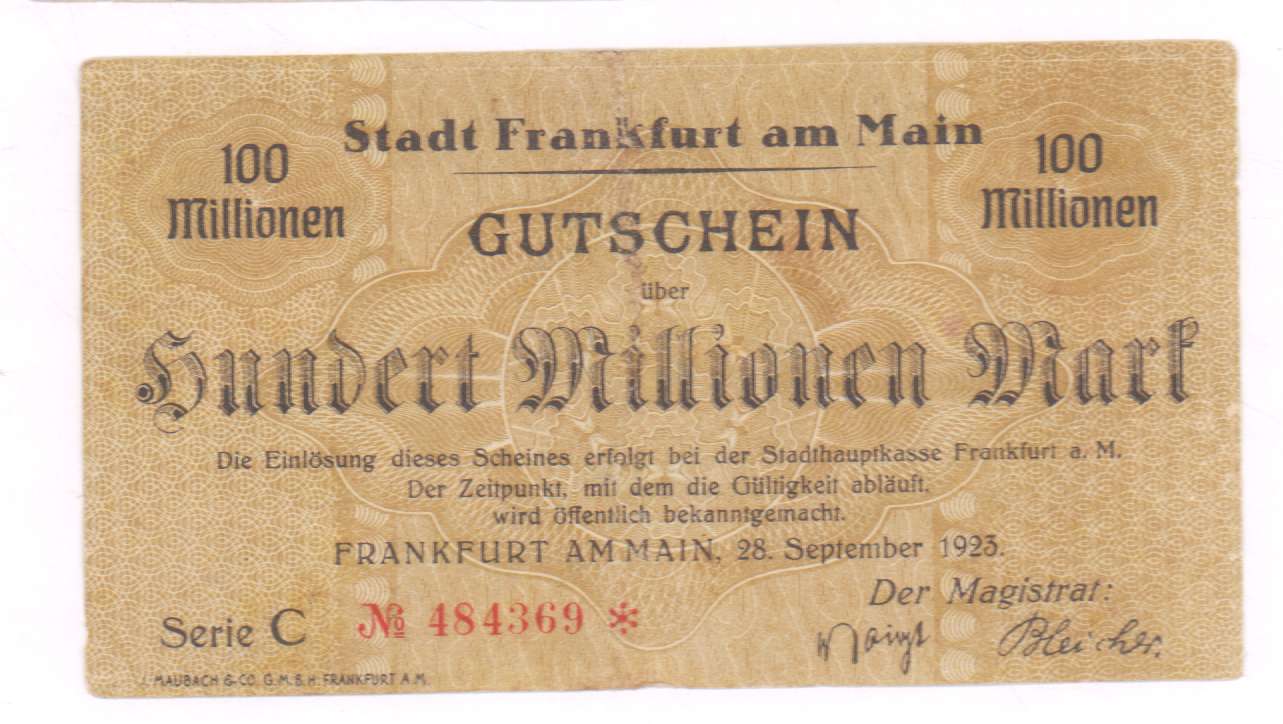 Stadt Frankfurt am Main
100 Millionen
100 Millionen
GUTSCHEIN
über
Hundert Millionen Mark
Die Einlösung dieses Scheines erfolgt bei der Stadthauptkasse Frankfurt a. M.
Der Zeitpunkt, mit dem die Gültigkeit abläuft,
wird öffentlich bekanntgemacht.
FRANKFURT AM MAIN, 28. September 1923.
Der Magistrat:
Serie C № 484369 *
Voigt Bleicher.
J. MAUBACH & CO. G.M.B.H. FRANKFURT A.M.